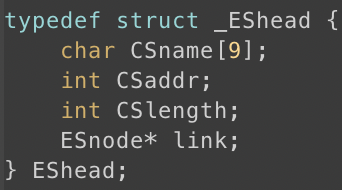 typedef struct _EShead {
    char CSname[9];
    int CSaddr;
    int CSlength;
    ESnode* link;
} EShead;